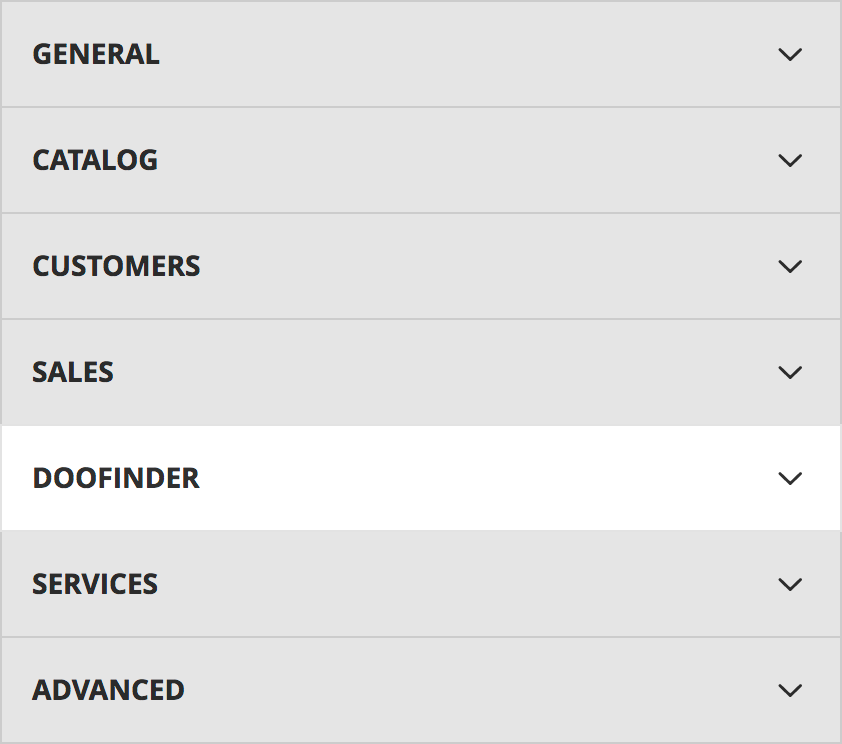 GENERAL
CATALOG
CUSTOMERS
SALES
DOOFINDER
SERVICES
ADVANCED